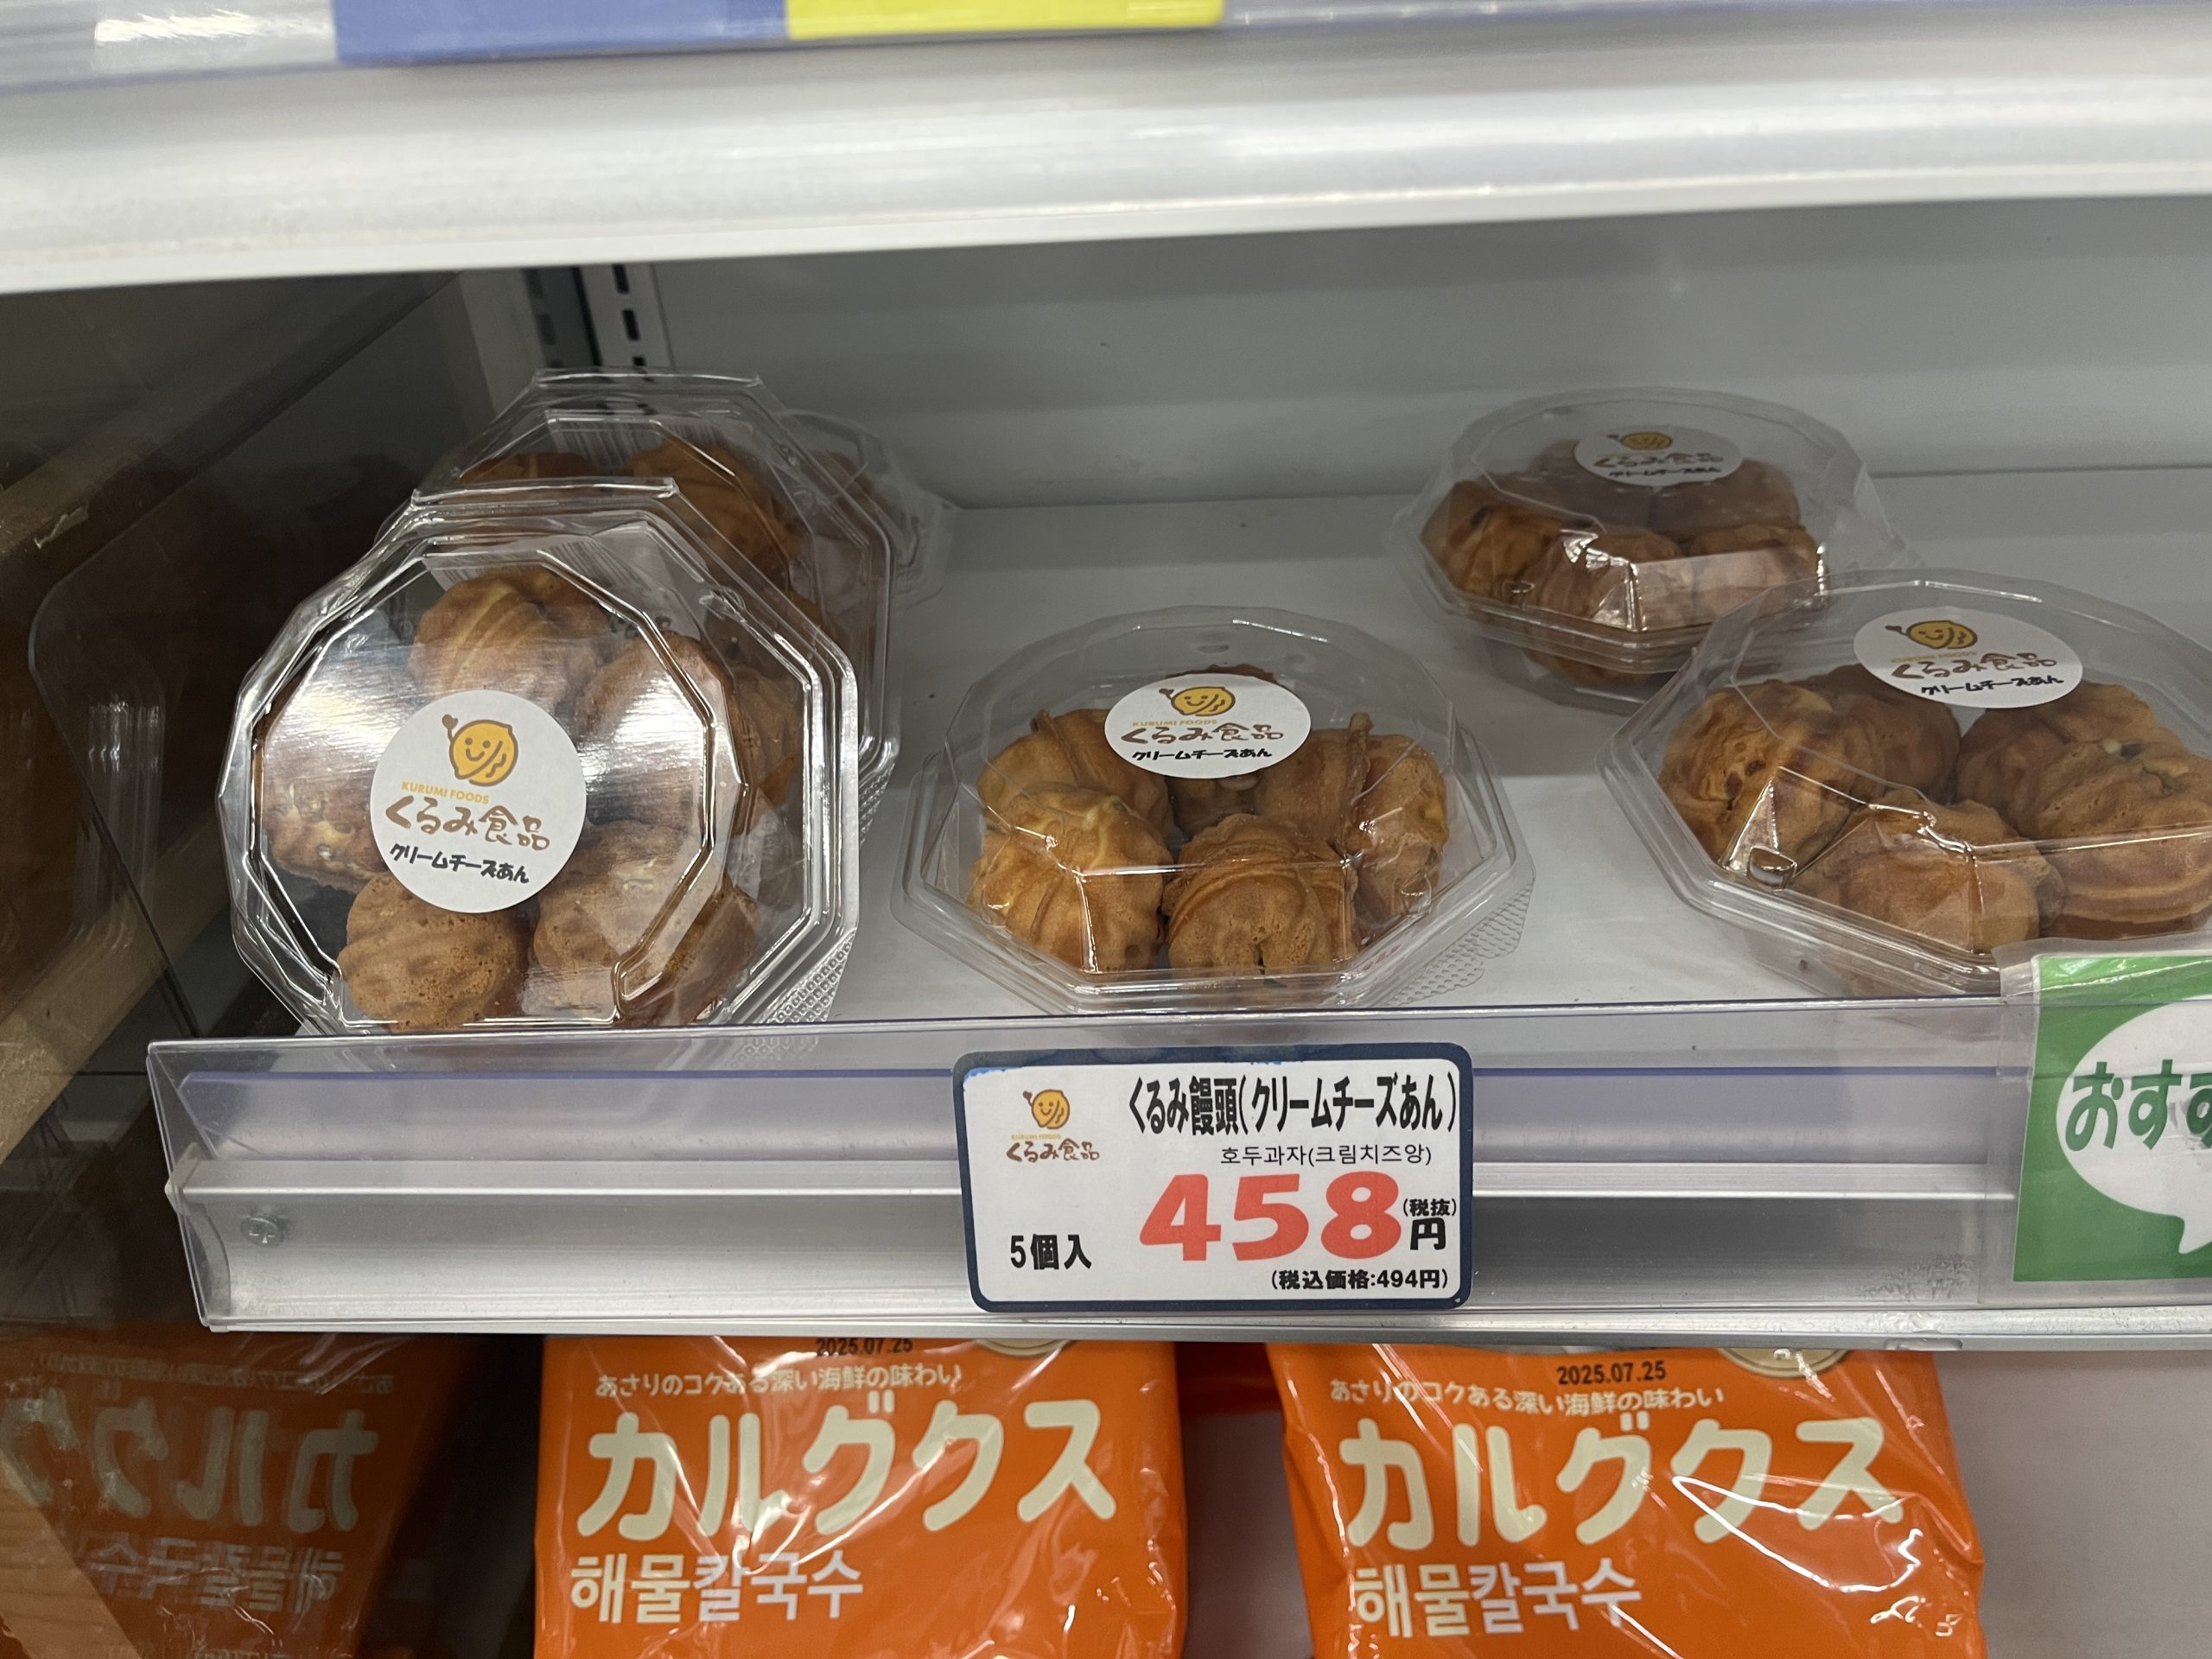 くるみ食品
クリームチーズあん
KURUMI FOODS
くるみ食品
クリームチーズあん
KURUMI FOODS
くるみ食品
クリームチーズあん
KURUMI FOODS
くるみ食品
クリームチーズあん
くるみ饅頭(クリームチーズあん)
호두과자(크림치즈앙)
KURUMI FOODS
くるみ食品
458円
(税抜)
5個入
(税込価格:494円)
おすす
2025.07.25
あさりのコクある深い海鮮の味わい
カルグクス
해물칼국수
2025.07.25
あさりのコクある深い海鮮の味わい
カルグクス
해물칼국수